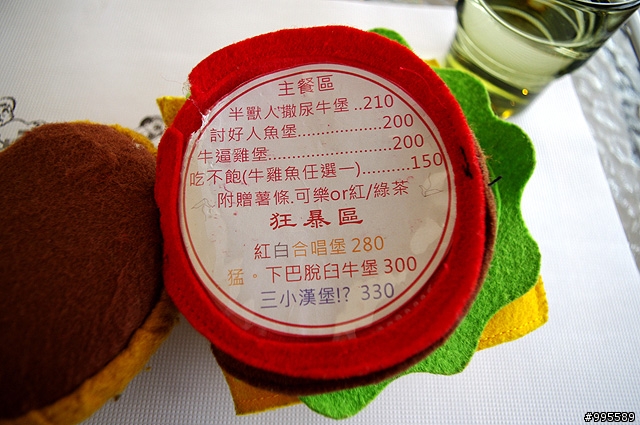 主餐區
半獸人撒尿牛堡..210
討好人魚堡..................200
牛逼雞堡...........................200
吃不飽(牛雞魚任選一)..........150
附贈薯條.可樂or紅/綠茶
狂暴區
紅白合唱堡 280
猛。下巴脫臼牛堡 300
三小漢堡!? 330
#995589